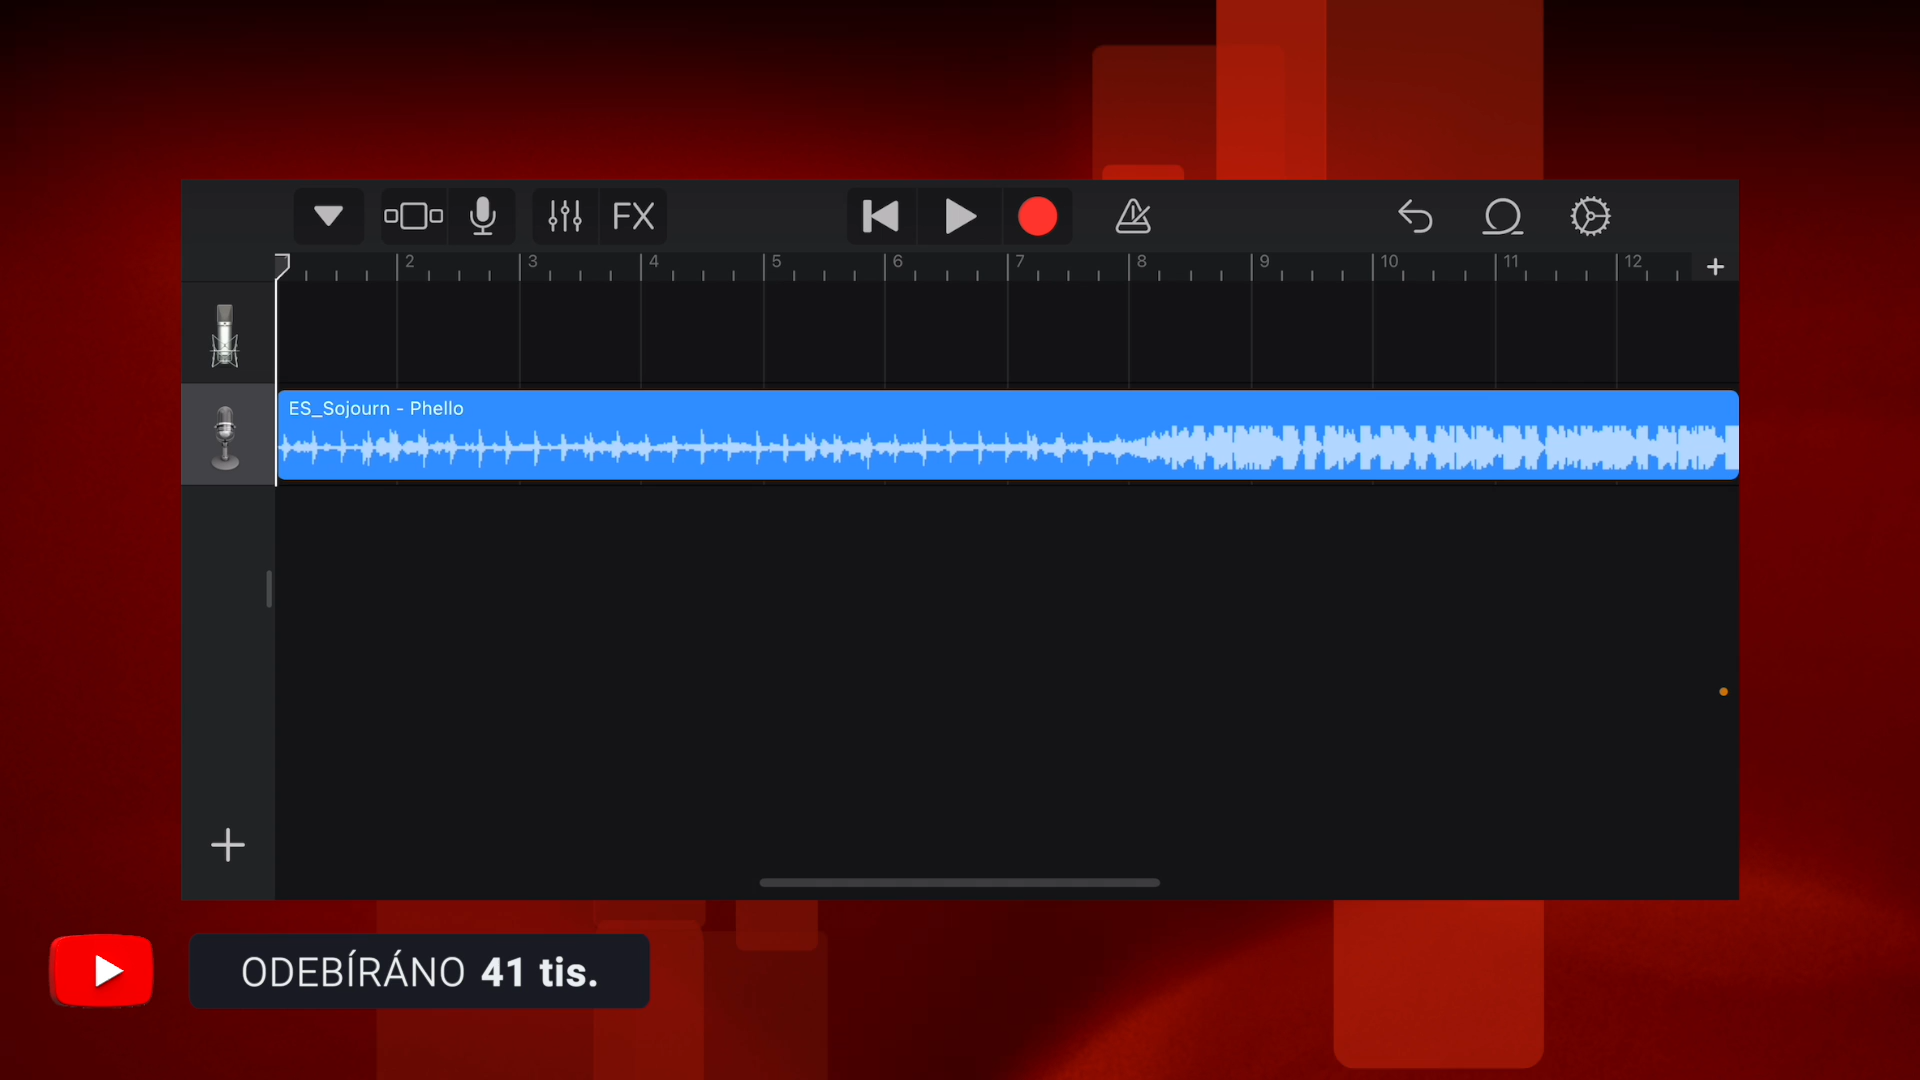 FX
2 3 4 5 6 7 8 9 10 11 12 +
ES_Sojourn - Phello
ODEBÍRÁNO 41 tis.